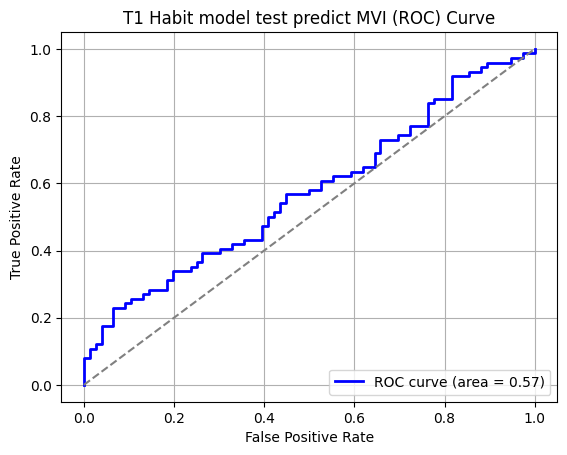 T1 Habit model test predict MVI (ROC) Curve
True Positive Rate
1.0
0.8
0.6
0.4
0.2
0.0
0.0 0.2 0.4 0.6 0.8 1.0
False Positive Rate
ROC curve (area = 0.57)